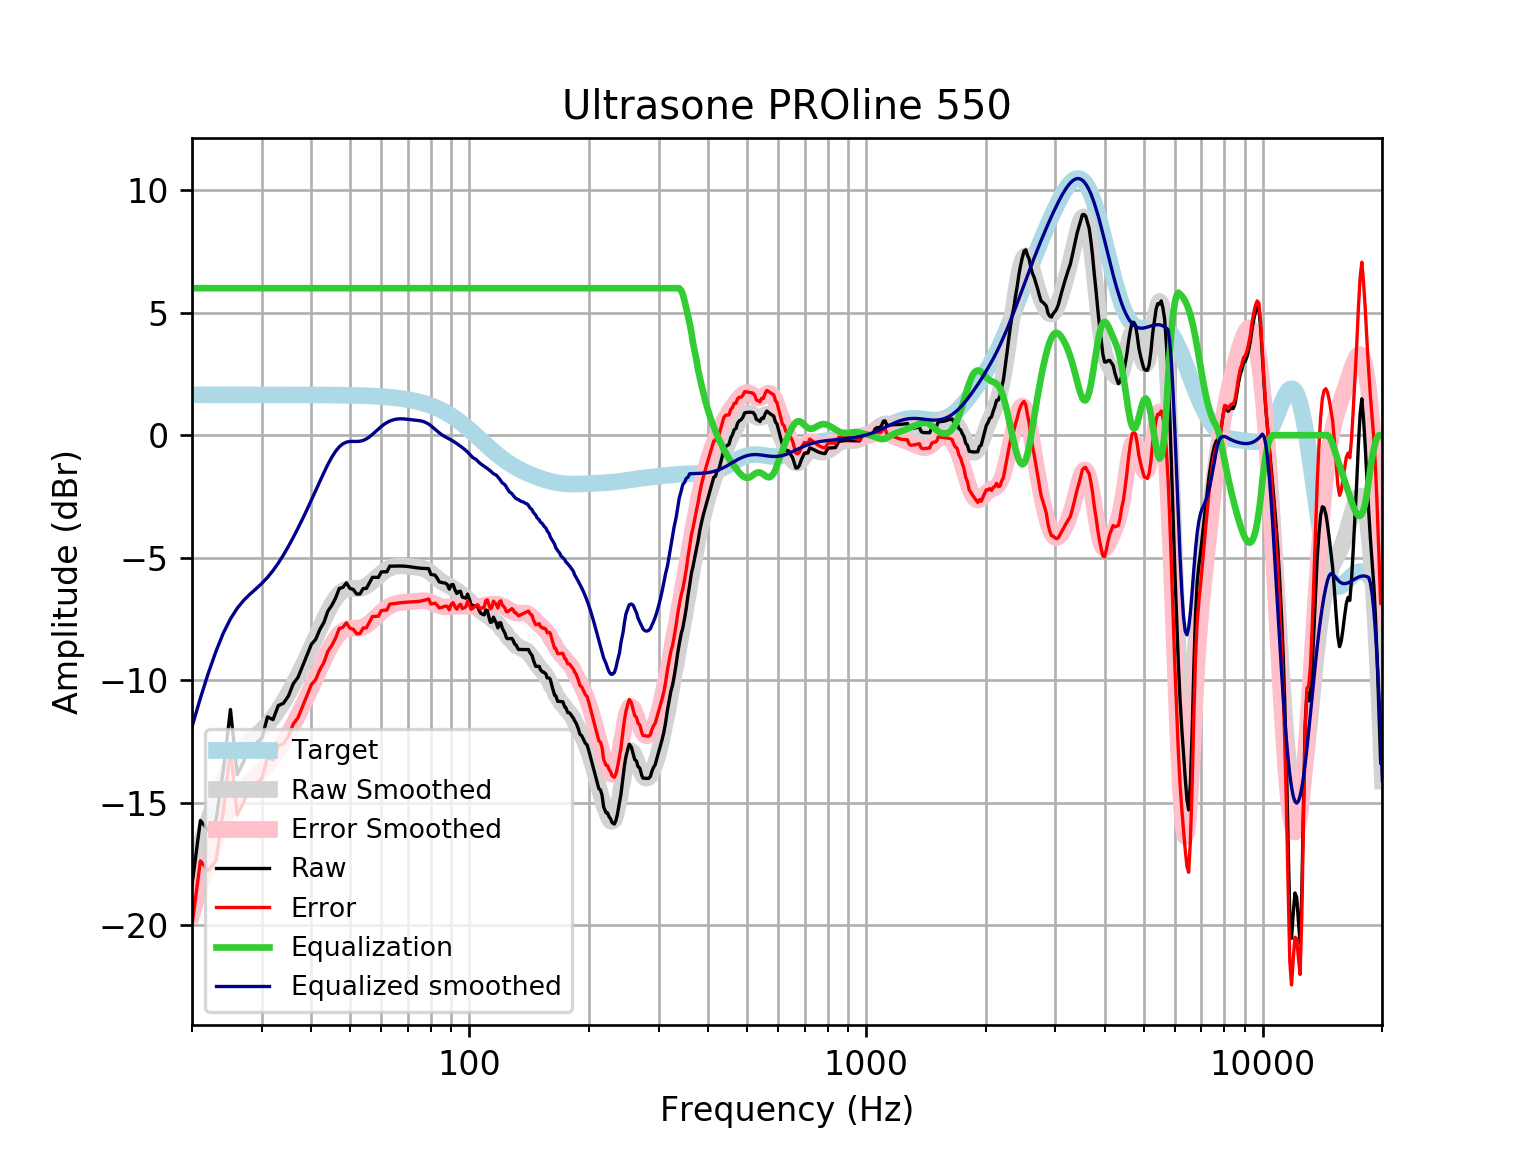 Ultrasone PROline 550
Amplitude (dBr)
10
5
0
−5
−10
−15
−20
Target
Raw Smoothed
Error Smoothed
Raw
Error
Equalization
Equalized smoothed
100
1000
10000
Frequency (Hz)